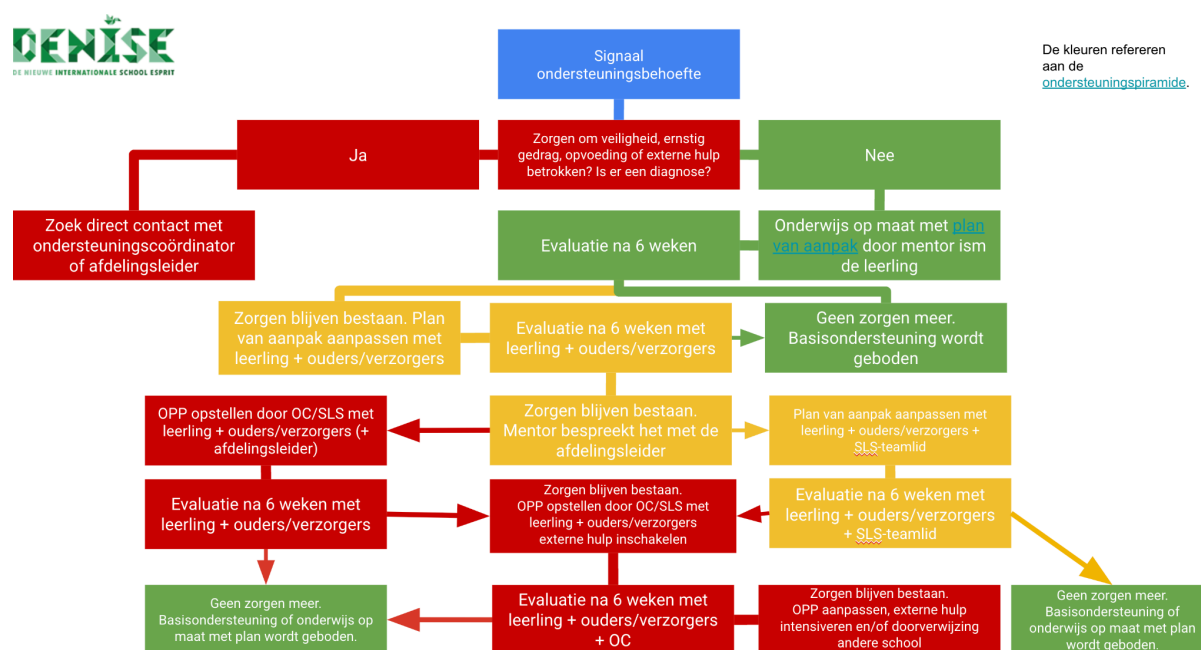 DENISE
DE NIEUWE INTERNATIONALE SCHOOL ESPRIT
Signaal
ondersteuningsbehoefte
De kleuren refereren
aan de
ondersteuningspiramide.
Ja
Zorgen om veiligheid, ernstig
gedrag, opvoeding of externe hulp
betrokken? Is er een diagnose?
Nee
Zoek direct contact met
ondersteuningscoördinator
of afdelingsleider
Evaluatie na 6 weken
Onderwijs op maat met plan
van aanpak door mentor ism
de leerling
Zorgen blijven bestaan. Plan
van aanpak aanpassen met
leerling + ouders/verzorgers
Evaluatie na 6 weken met
leerling + ouders/verzorgers
Geen zorgen meer.
Basisondersteuning wordt
geboden
OPP opstellen door OC/SLS met
leerling + ouders/verzorgers (+
afdelingsleider)
Zorgen blijven bestaan.
Mentor bespreekt het met de
afdelingsleider
Plan van aanpak aanpassen met
leerling + ouders/verzorgers +
SLS-teamlid
Evaluatie na 6 weken met
leerling + ouders/verzorgers
Zorgen blijven bestaan.
OPP opstellen door OC/SLS met
leerling + ouders/verzorgers
externe hulp inschakelen
Evaluatie na 6 weken met
leerling + ouders/verzorgers
+ SLS-teamlid
Geen zorgen meer.
Basisondersteuning of onderwijs op
maat met plan wordt geboden.
Evaluatie na 6 weken met
leerling + ouders/verzorgers
+ OC
Zorgen blijven bestaan.
OPP aanpassen, externe hulp
intensiveren en/of doorverwijzing
andere school
Geen zorgen meer.
Basisondersteuning of
onderwijs op maat met plan
wordt geboden.